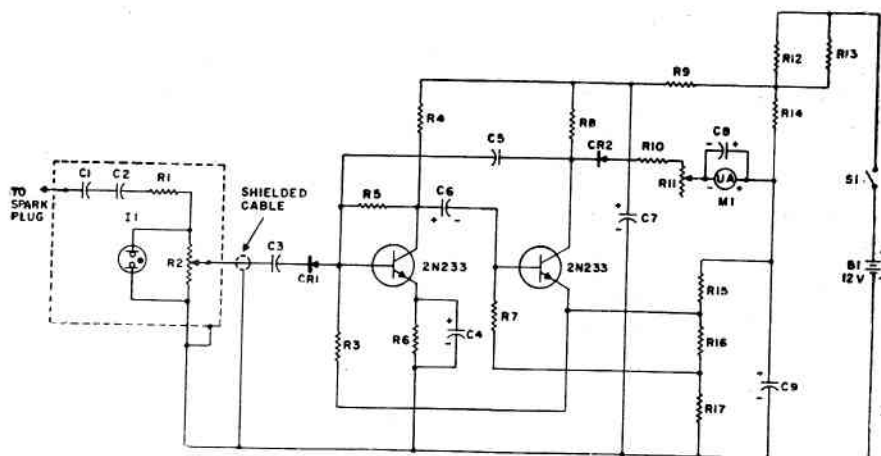 R12
R13
R9
R14
R4
R8
C5
CR2
R10
C8
- +
R11
UA
- +
M1
S1
C1
C2
R1
TO
SPARK
PLUG
SHIELDED
CABLE
R5
C6
+ -
+
C7
-
I1
R2
C3
CR1
2N233
2N233
B1
12V
+
-
R15
R3
R6
+
C4
-
R7
R16
R17
+
C9
-